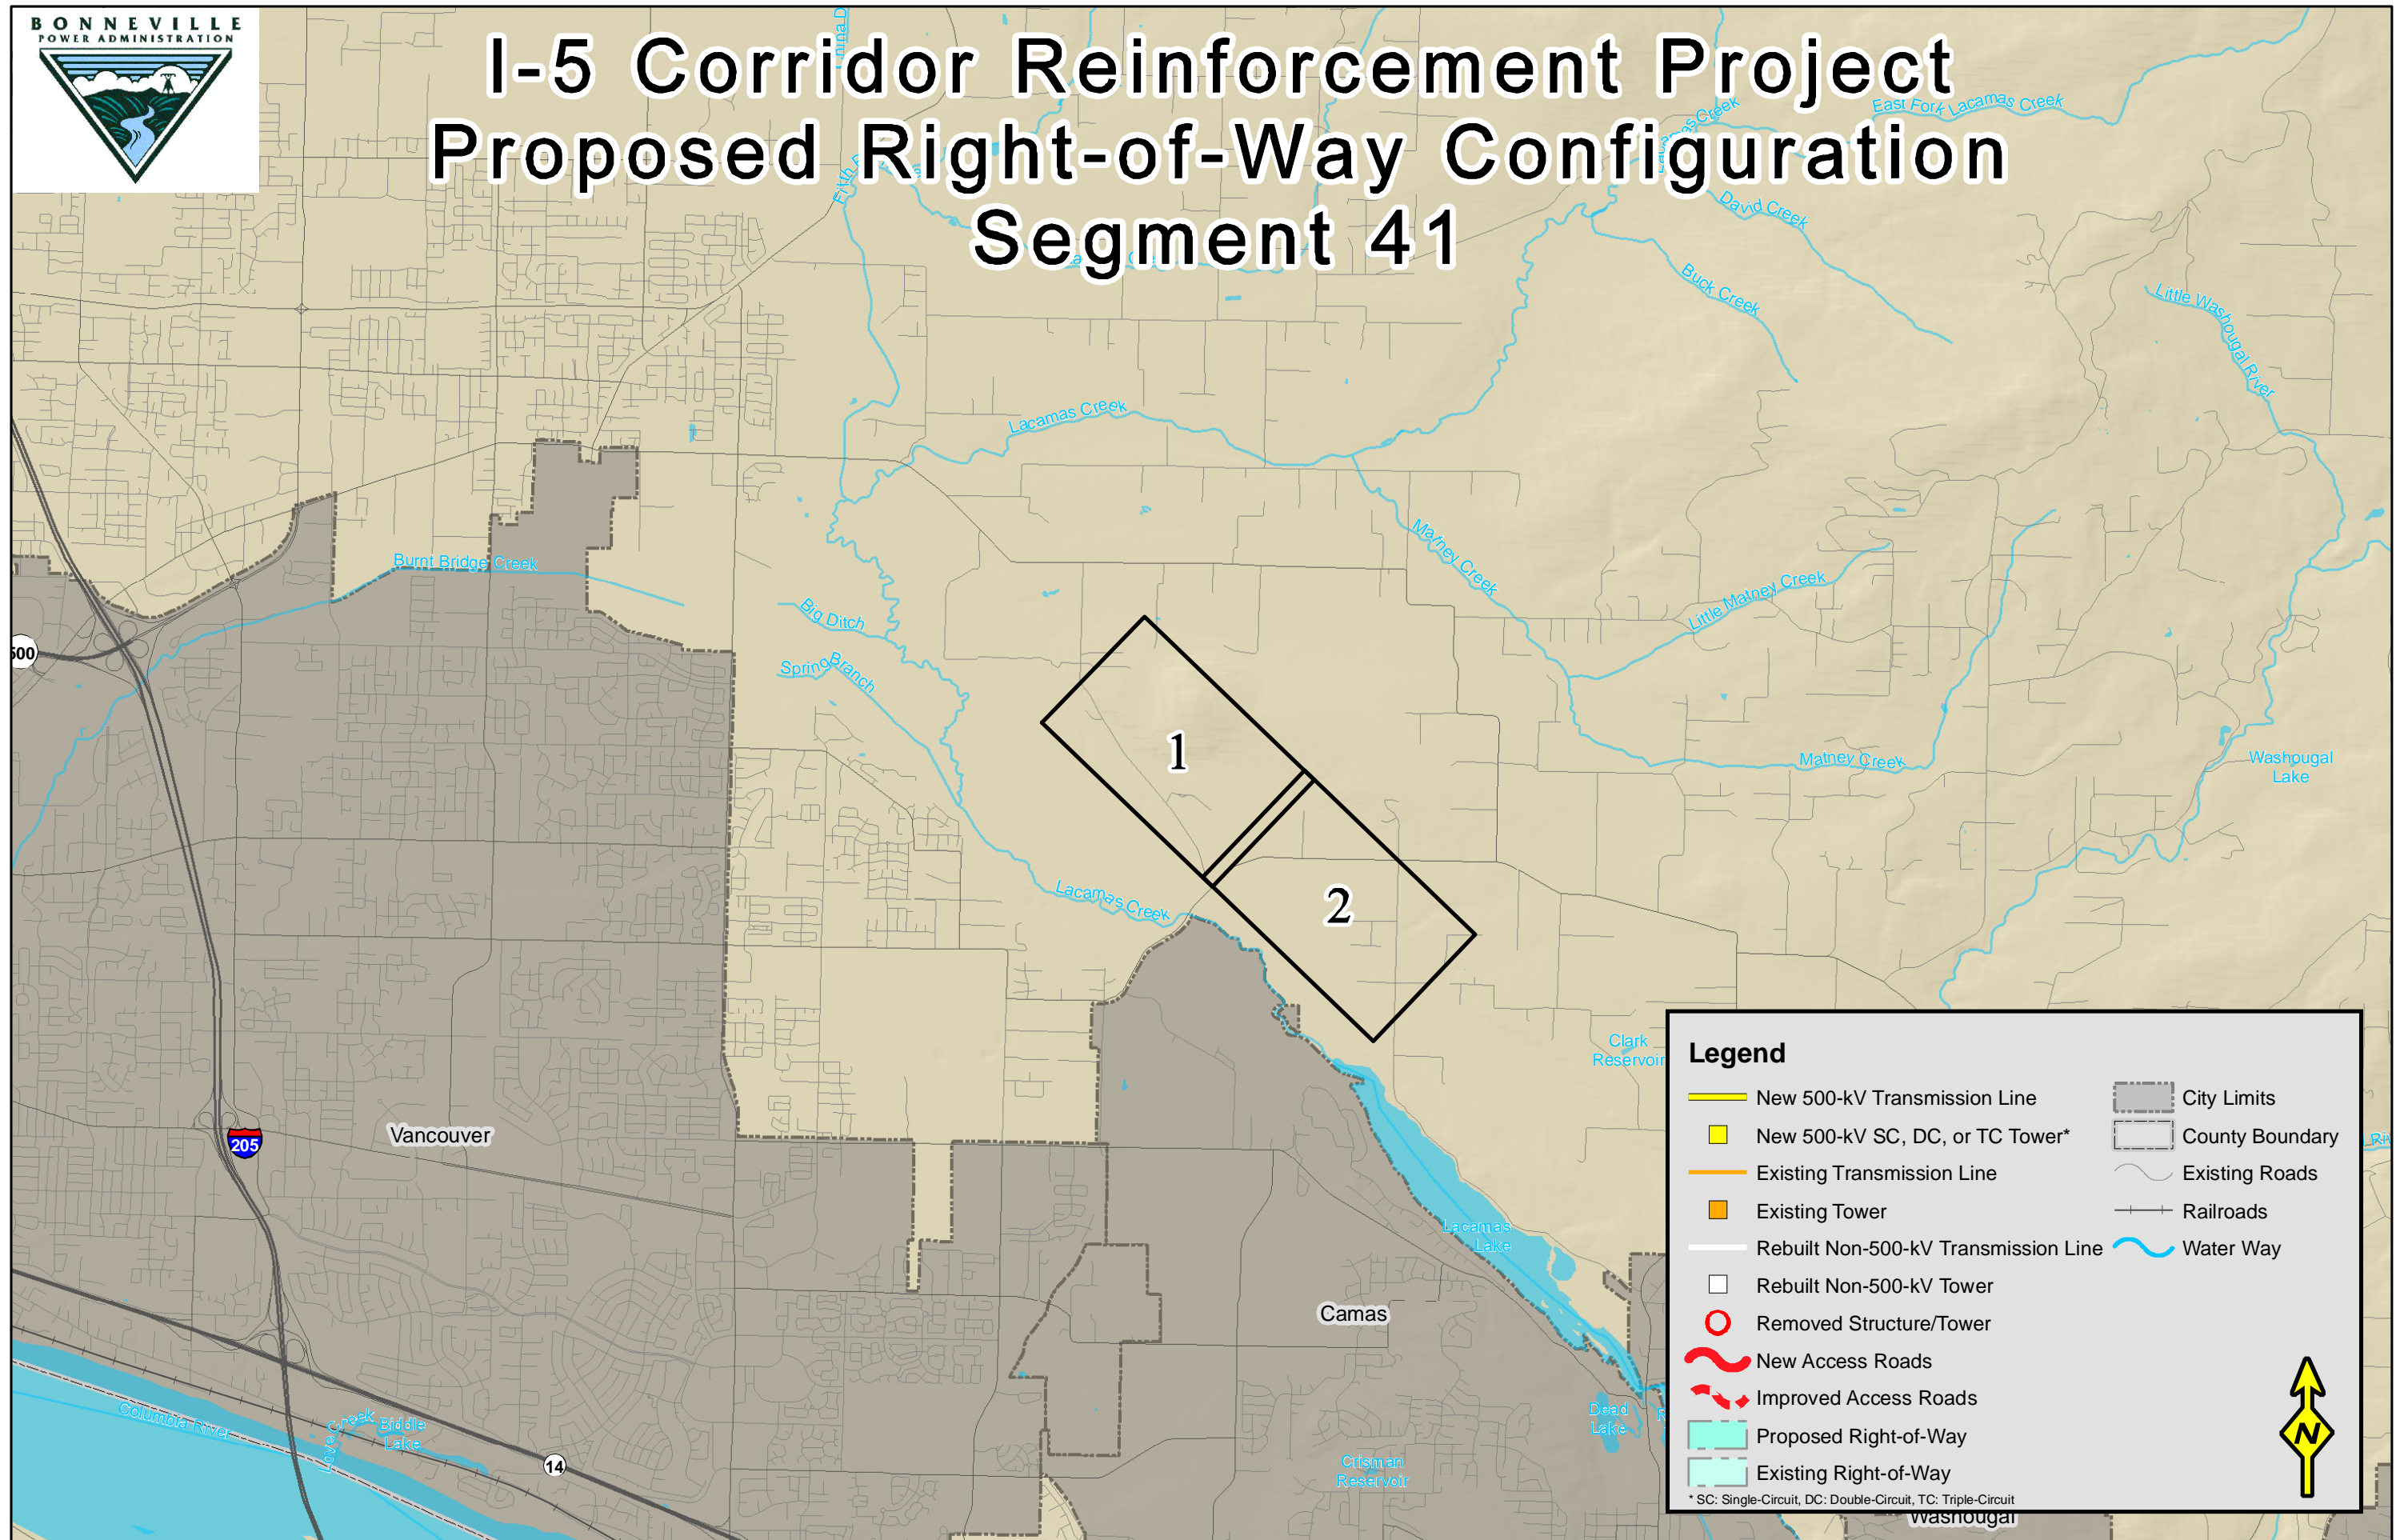 BONNEVILLE
POWER ADMINISTRATION
I-5 Corridor Reinforcement Project
Proposed Right-of-Way Configuration
Segment 41
East Fork Lacamas Creek
David Creek
Buck Creek
Little Washougal River
Lacamas Creek
Matney Creek
Little Matney Creek
Burnt Bridge Creek
Big Ditch
Spring Branch
500
1
Matney Creek
Washougal
Lake
2
Lacamas Creek
Clark
Reservoir
Vancouver
205
Lacamas
Lake
Camas
Columbia River
Love Creek
Biddle
Lake
14
Dead
Lake
Crisman
Reservoir
Legend
New 500-kV Transmission Line
New 500-kV SC, DC, or TC Tower*
Existing Transmission Line
Existing Tower
Rebuilt Non-500-kV Transmission Line
Rebuilt Non-500-kV Tower
Removed Structure/Tower
New Access Roads
Improved Access Roads
Proposed Right-of-Way
Existing Right-of-Way
* SC: Single-Circuit, DC: Double-Circuit, TC: Triple-Circuit
City Limits
County Boundary
Existing Roads
Railroads
Water Way
N
Washougal